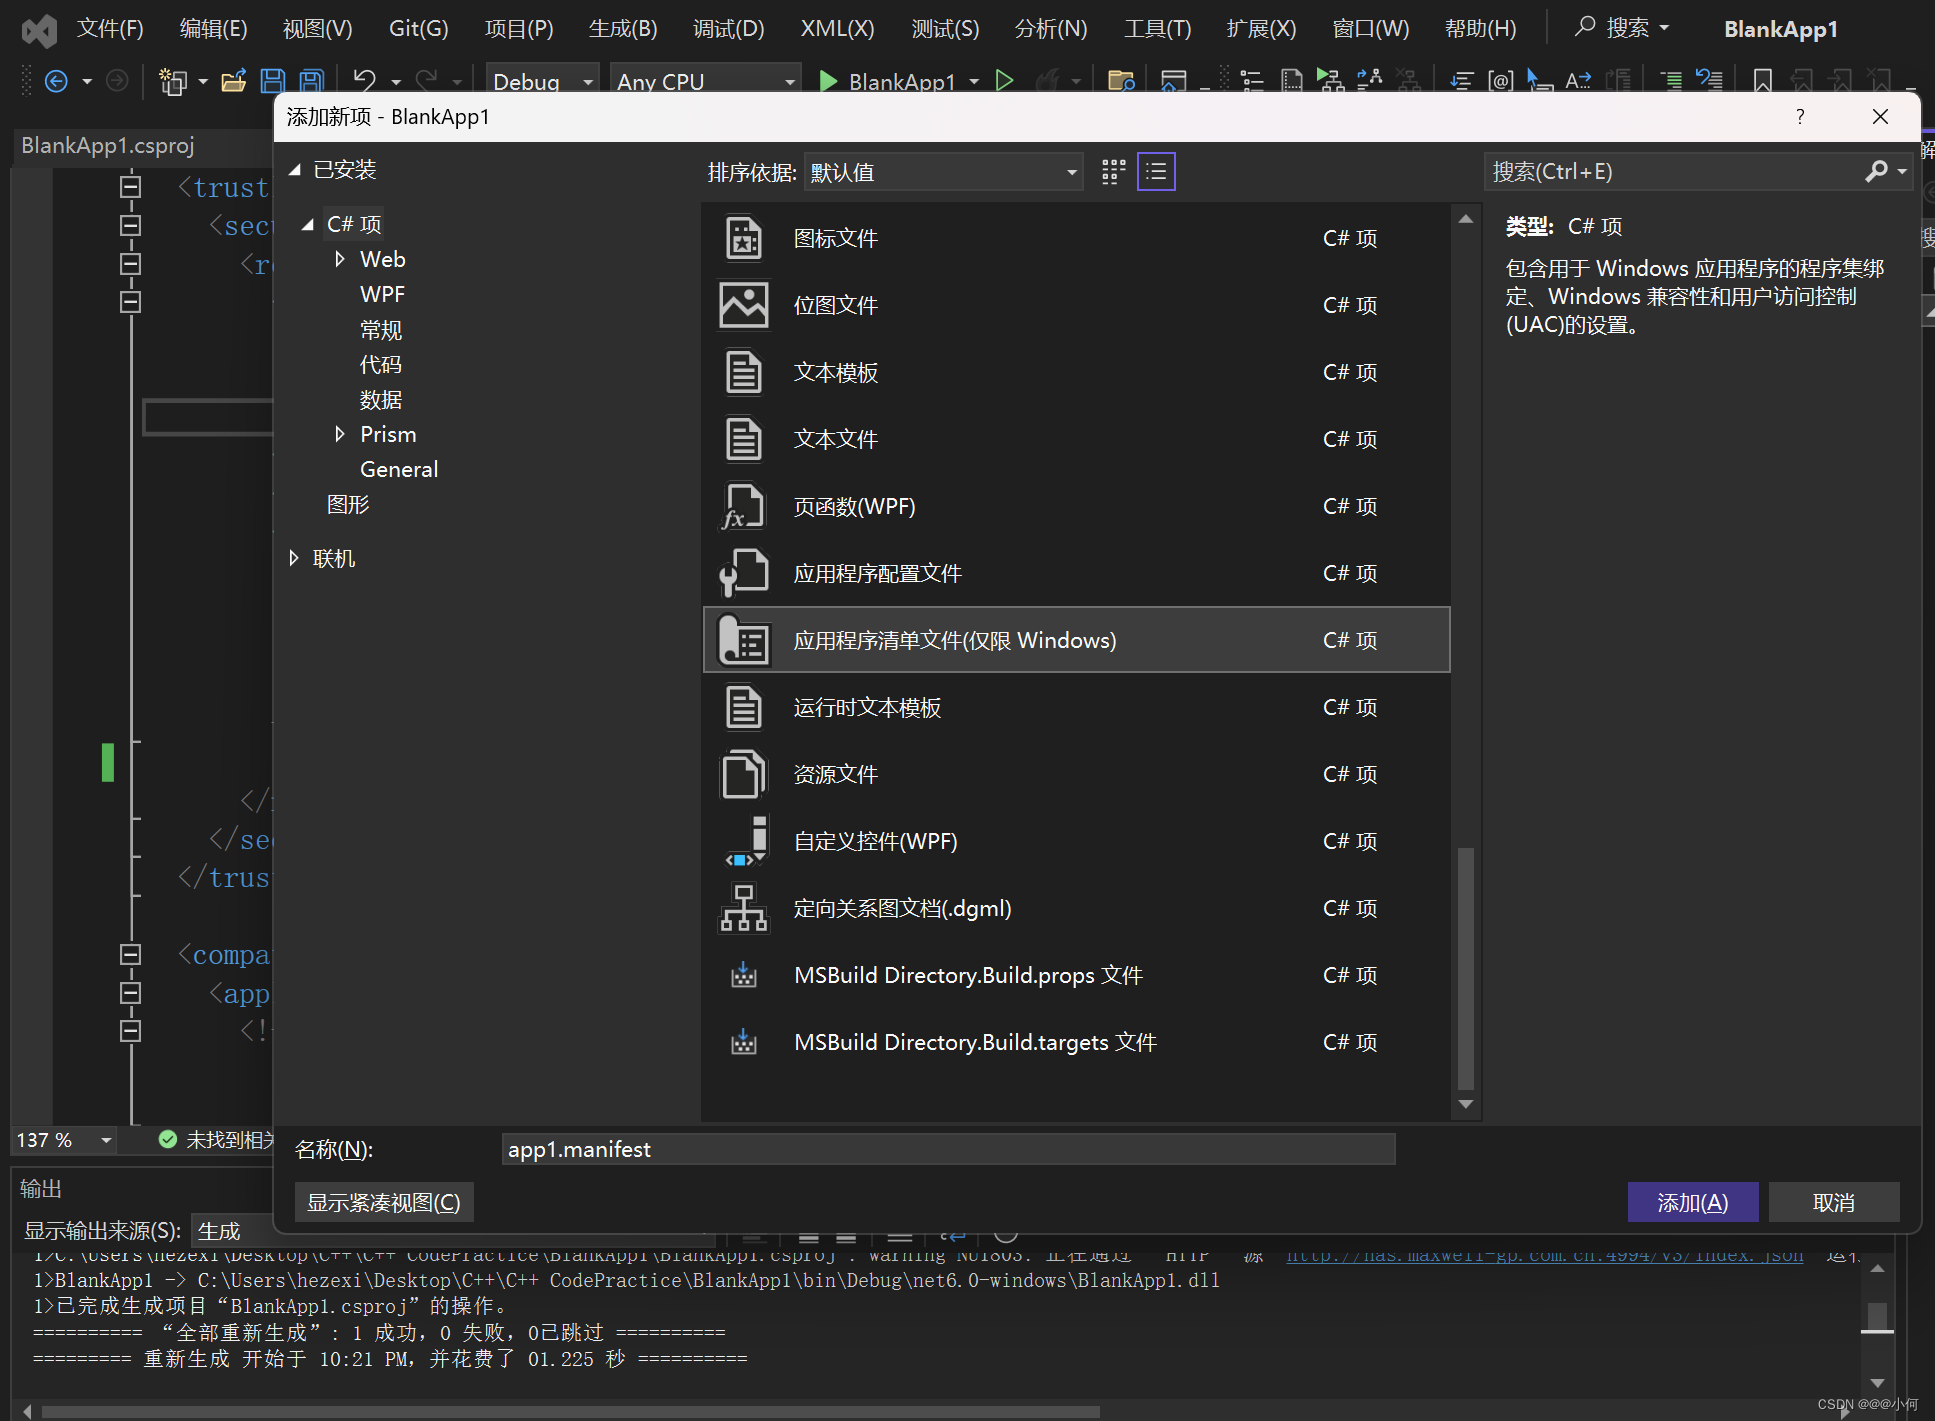 文件(F) 编辑(E) 视图(V) Git(G) 项目(P) 生成(B) 调试(D) XML(X) 测试(S) 分析(N) 工具(T) 扩展(X) 窗口(W) 帮助(H) 搜索 BlankApp1
Debug Any CPU BlankApp1
添加新项 - BlankApp1 ?
BlankApp1.csproj
已安装
排序依据: 默认值
搜索(Ctrl+E)
C# 项
Web
WPF
常规
代码
数据
Prism
General
图形
联机
图标文件 C# 项
位图文件 C# 项
文本模板 C# 项
文本文件 C# 项
页函数(WPF) C# 项
应用程序配置文件 C# 项
应用程序清单文件(仅限 Windows) C# 项
运行时文本模板 C# 项
资源文件 C# 项
自定义控件(WPF) C# 项
定向关系图文档(.dgml) C# 项
MSBuild Directory.Build.props 文件 C# 项
MSBuild Directory.Build.targets 文件 C# 项
类型: C# 项
包含用于 Windows 应用程序的程序集绑
定、Windows 兼容性和用户访问控制
(UAC)的设置。
<trust
<secu
<re
</r
</sec
</trus
<compa
<app
<!-
137 % 未找到相关
名称(N): app1.manifest
显示紧凑视图(C) 添加(A) 取消
输出
显示输出来源(S): 生成
1>C:\Users\hezexi\Desktop\C++\C++ CodePractice\BlankApp1\BlankApp1.csproj : warning NU1803: 正在通过 “HTTP” 源 “http://nas.maxwell-gp.com.cn:4994/v3/index.json” 运行
1>BlankApp1 -> C:\Users\hezexi\Desktop\C++\C++ CodePractice\BlankApp1\bin\Debug\net6.0-windows\BlankApp1.dll
1>已完成生成项目“BlankApp1.csproj”的操作。
========== “全部重新生成”: 1 成功，0 失败，0已跳过 ==========
========= 重新生成 开始于 10:21 PM，并花费了 01.225 秒 ==========
CSDN @@@小何